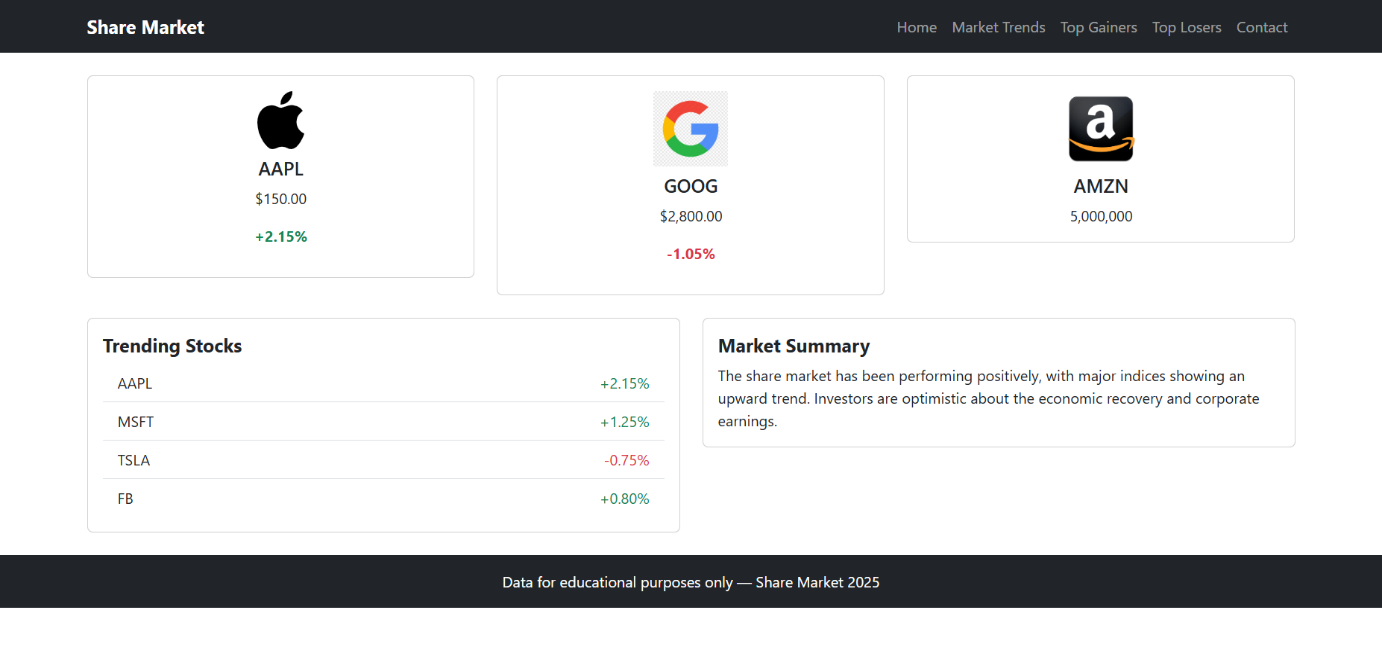 Share Market
Home Market Trends Top Gainers Top Losers Contact
AAPL
$150.00
+2.15%
GOOG
$2,800.00
-1.05%
AMZN
5,000,000
Trending Stocks
AAPL +2.15%
MSFT +1.25%
TSLA -0.75%
FB +0.80%
Market Summary
The share market has been performing positively, with major indices showing an
upward trend. Investors are optimistic about the economic recovery and corporate
earnings.
Data for educational purposes only — Share Market 2025